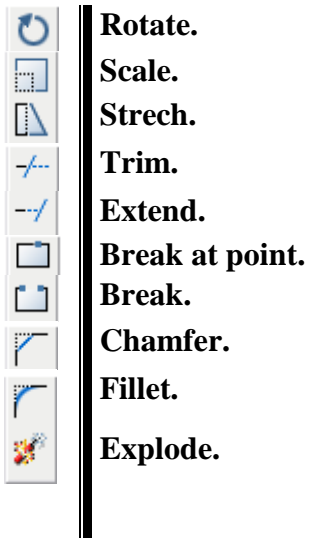 Rotate.
Scale.
Strech.
Trim.
Extend.
Break at point.
Break.
Chamfer.
Fillet.
Explode.